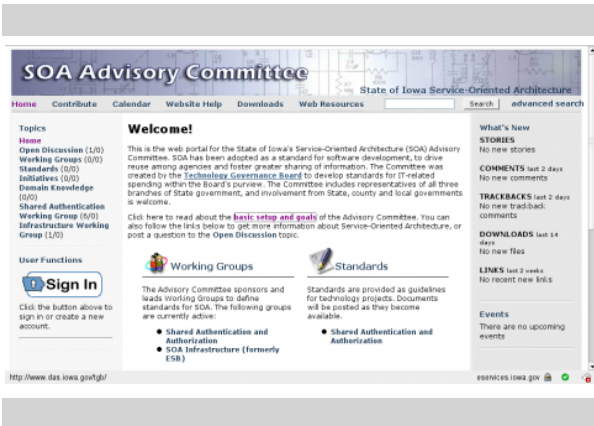 SOA Advisory Committee
State of Iowa Service-Oriented Architecture
Home Contribute Calendar Website Help Downloads Web Resources Search advanced search
Topics
Home
Open Discussion (1/0)
Working Groups (0/0)
Standards (0/0)
Initiatives (0/0)
Domain Knowledge
(0/0)
Shared Authentication
Working Group (6/0)
Infrastructure Working
Group (1/0)
User Functions
Sign In
Click the button above to
sign in or create a new
account.
Welcome!
This is the web portal for the State of Iowa's Service-Oriented Architecture (SOA) Advisory
Committee. SOA has been adopted as a standard for software development, to drive
reuse among agencies and foster greater sharing of information. The Committee was
created by the Technology Governance Board to develop standards for IT-related
spending within the Board's purview. The Committee includes representatives of all three
branches of State government, and involvement from State, county and local governments
is welcome.
Click here to read about the basic setup and goals of the Advisory Committee. You can
also follow the links below to get more information about Service-Oriented Architecture, or
post a question to the Open Discussion topic.
Working Groups
The Advisory Committee sponsors and
leads Working Groups to define
standards for SOA. The following groups
are currently active:
Shared Authentication and
Authorization
SOA Infrastructure (formerly
ESB)
Standards
Standards are provided as guidelines
for technology projects. Documents
will be posted as they become
available.
Shared Authentication and
Authorization
What's New
STORIES
No new stories
COMMENTS last 2 days
No new comments
TRACKBACKS last 2 days
No new trackback
comments
DOWNLOADS last 14
days
No new files
LINKS last 2 weeks
No recent new links
Events
There are no upcoming
events
http://www.das.iowa.gov/tgb/
eservices.iowa.gov